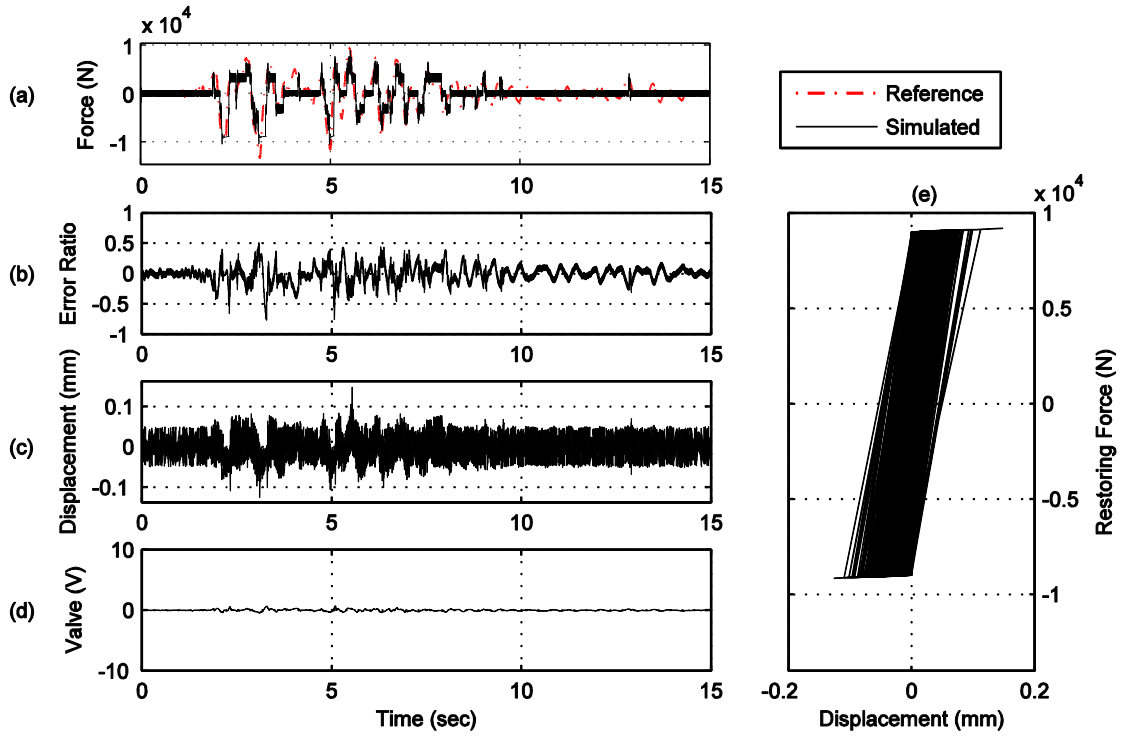 x 10^4
(a)
Force (N)
1
0
-1
0
5
10
15
Reference
Simulated
(b)
Error Ratio
1
0.5
0
-0.5
-1
0
5
10
15
(c)
Displacement (mm)
0.1
0
-0.1
0
5
10
15
(d)
Valve (V)
10
0
-10
0
5
10
15
Time (sec)
(e)
x 10^4
1
0.5
0
-0.5
-1
Restoring Force (N)
-0.2
0
0.2
Displacement (mm)